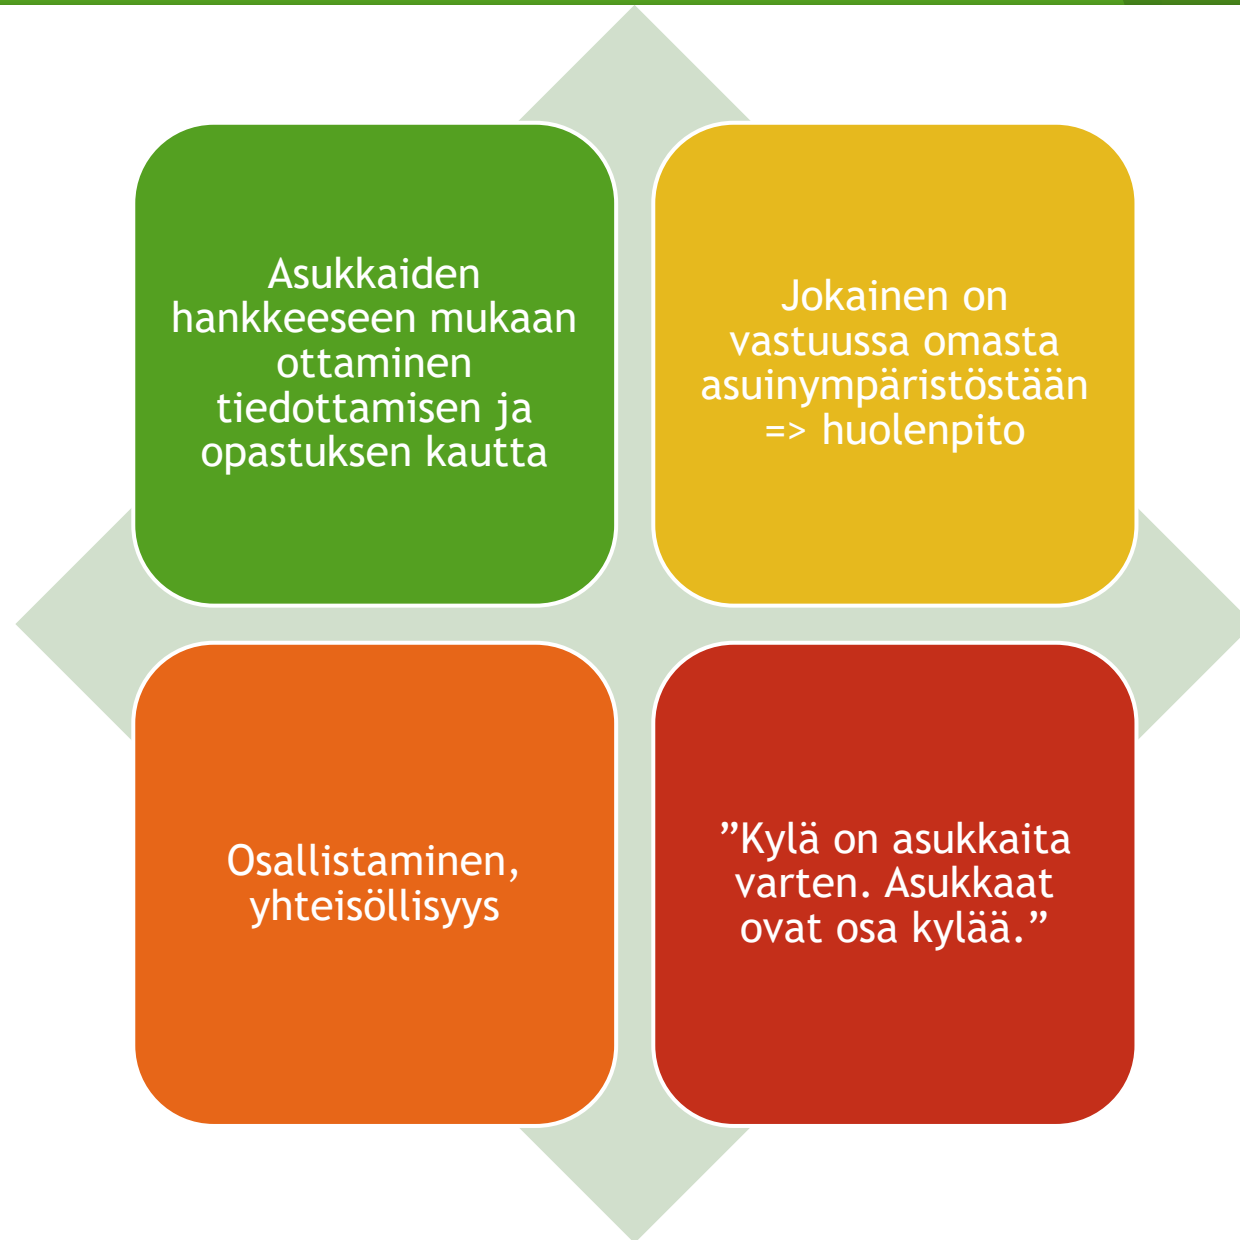 Asukkaiden
hankkeeseen mukaan
ottaminen
tiedottamisen ja
opastuksen kautta
Jokainen on
vastuussa omasta
asuinympäristöstään
=> huolenpito
Osallistaminen,
yhteisöllisyys
”Kylä on asukkaita
varten. Asukkaat
ovat osa kylää.”